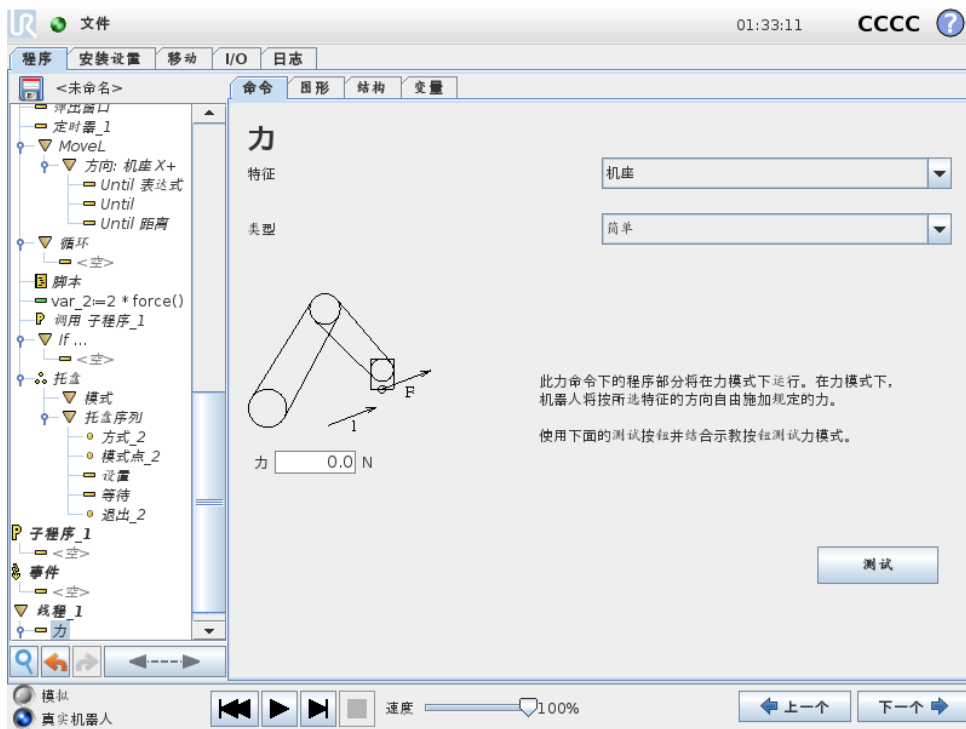 UR 文件 01:33:11 CCCC ?
程序 安装设置 移动 I/O 日志
<未命名>
命令 图形 结构 变量
弹出窗口
定时器_1
MoveL
方向: 机座 X+
Until 表达式
Until
Until 距离
循环
<空>
脚本
var_2:=2 * force()
P 调用 子程序_1
If ...
<空>
托盘
模式
托盘序列
方式_2
模式点_2
设置
等待
退出_2
P 子程序_1
<空>
事件
<空>
线程_1
力
力
特征
机座
类型
简单
F
1
力 0.0 N
此力命令下的程序部分将在力模式下运行。在力模式下，
机器人将按所选特征的方向自由施加规定的力。
使用下面的测试按钮并结合示教按钮测试力模式。
测试
模拟
真实机器人
速度 100%
上一个 下一个